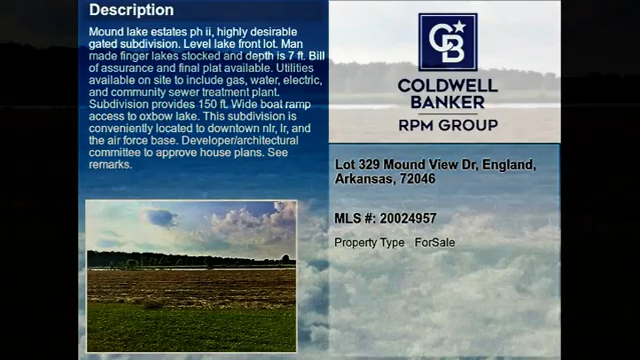 Description
Mound lake estates ph ii, highly desirable
gated subdivision. Level lake front lot. Man
made finger lakes stocked and depth is 7 ft. Bill
of assurance and final plat available. Utilities
available on site to include gas, water, electric,
and community sewer treatment plant.
Subdivision provides 150 ft. Wide boat ramp
access to oxbow lake. This subdivision is
conveniently located to downtown nlr, lr, and
the air force base. Developer/architectural
committee to approve house plans. See
remarks.
CB
COLDWELL
BANKER
RPM GROUP
Lot 329 Mound View Dr, England,
Arkansas, 72046
MLS #: 20024957
Property Type ForSale